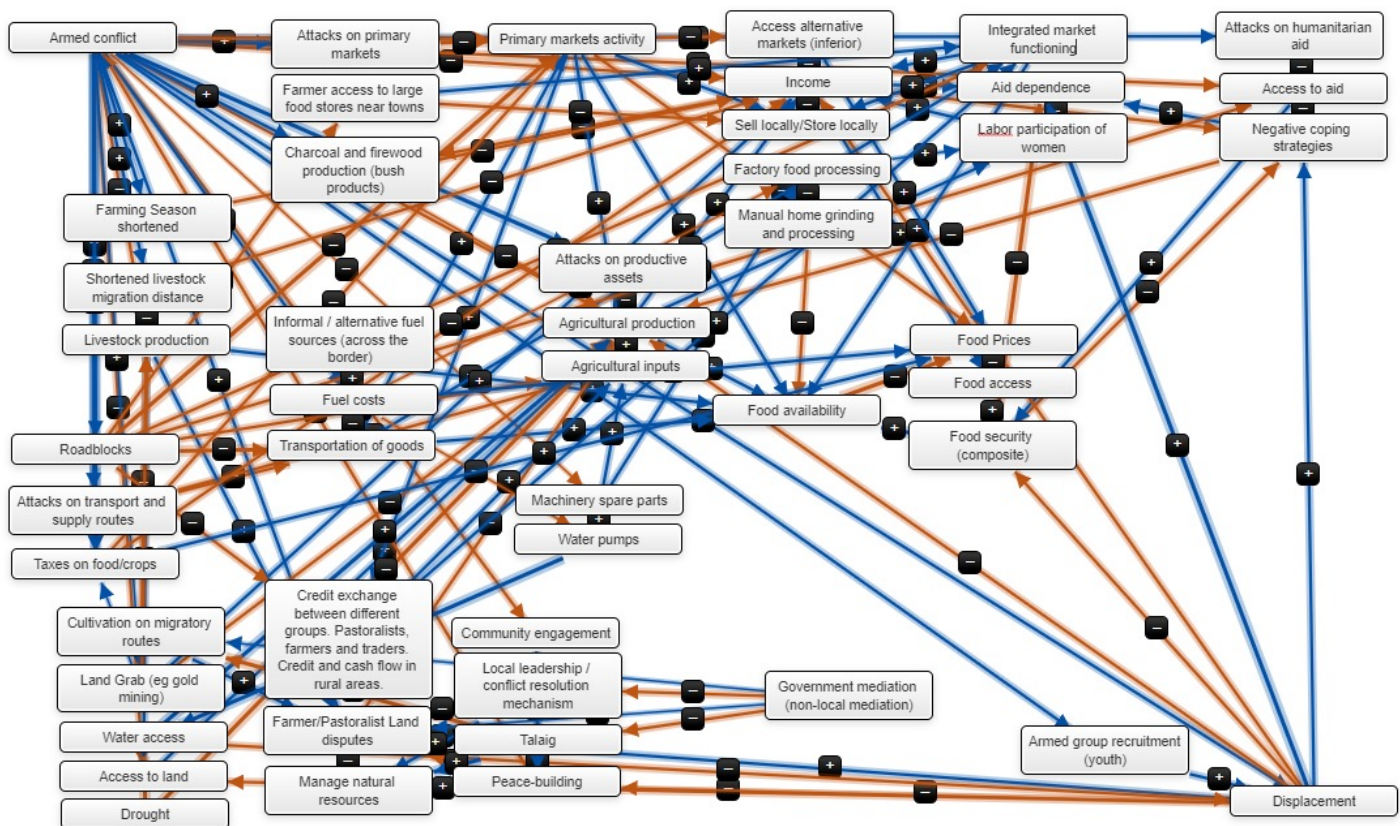 Armed conflict
Attacks on primary
markets
Primary markets activity
Access alternative
markets (inferior)
Integrated market
functioning
Attacks on humanitarian
aid
Farmer access to large
food stores near towns
Income
Aid dependence
Access to aid
Sell locally/Store locally
Labor participation of
women
Negative coping
strategies
Charcoal and firewood
production (bush
products)
Factory food processing
Farming Season
shortened
Manual home grinding
and processing
Shortened livestock
migration distance
Attacks on productive
assets
Livestock production
Informal / alternative fuel
sources (across the
border)
Agricultural production
Food Prices
Agricultural inputs
Food access
Fuel costs
Food availability
Roadblocks
Transportation of goods
Food security
(composite)
Attacks on transport and
supply routes
Machinery spare parts
Water pumps
Taxes on food/crops
Cultivation on migratory
routes
Credit exchange
between different
groups. Pastoralists,
farmers and traders.
Credit and cash flow in
rural areas.
Community engagement
Land Grab (eg gold
mining)
Local leadership /
conflict resolution
mechanism
Government mediation
(non-local mediation)
Water access
Farmer/Pastoralist Land
disputes
Talaig
Armed group recruitment
(youth)
Access to land
Manage natural
resources
Peace-building
Displacement
Drought